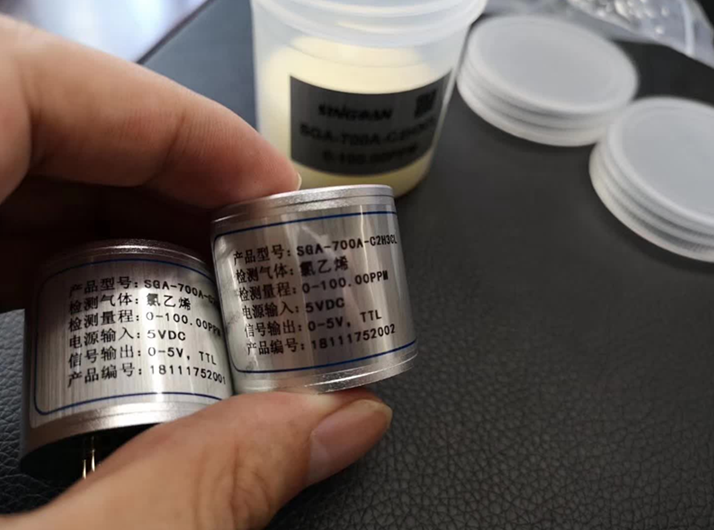 SGA-700A-C2H3CL
0-100.00PPM
产品型号: SGA-700A-C2H3CL
检测气体: 氯乙烯
检测量程: 0-100.00PPM
电源输入: 5VDC
信号输出: 0-5V, TTL
产品编号: 18111752002
产品型号: SGA-700A-C2
检测气体: 氯乙烯
检测量程: 0-100.00PPM
电源输入: 5VDC
信号输出: 0-5V, TTL
产品编号: 18111752001